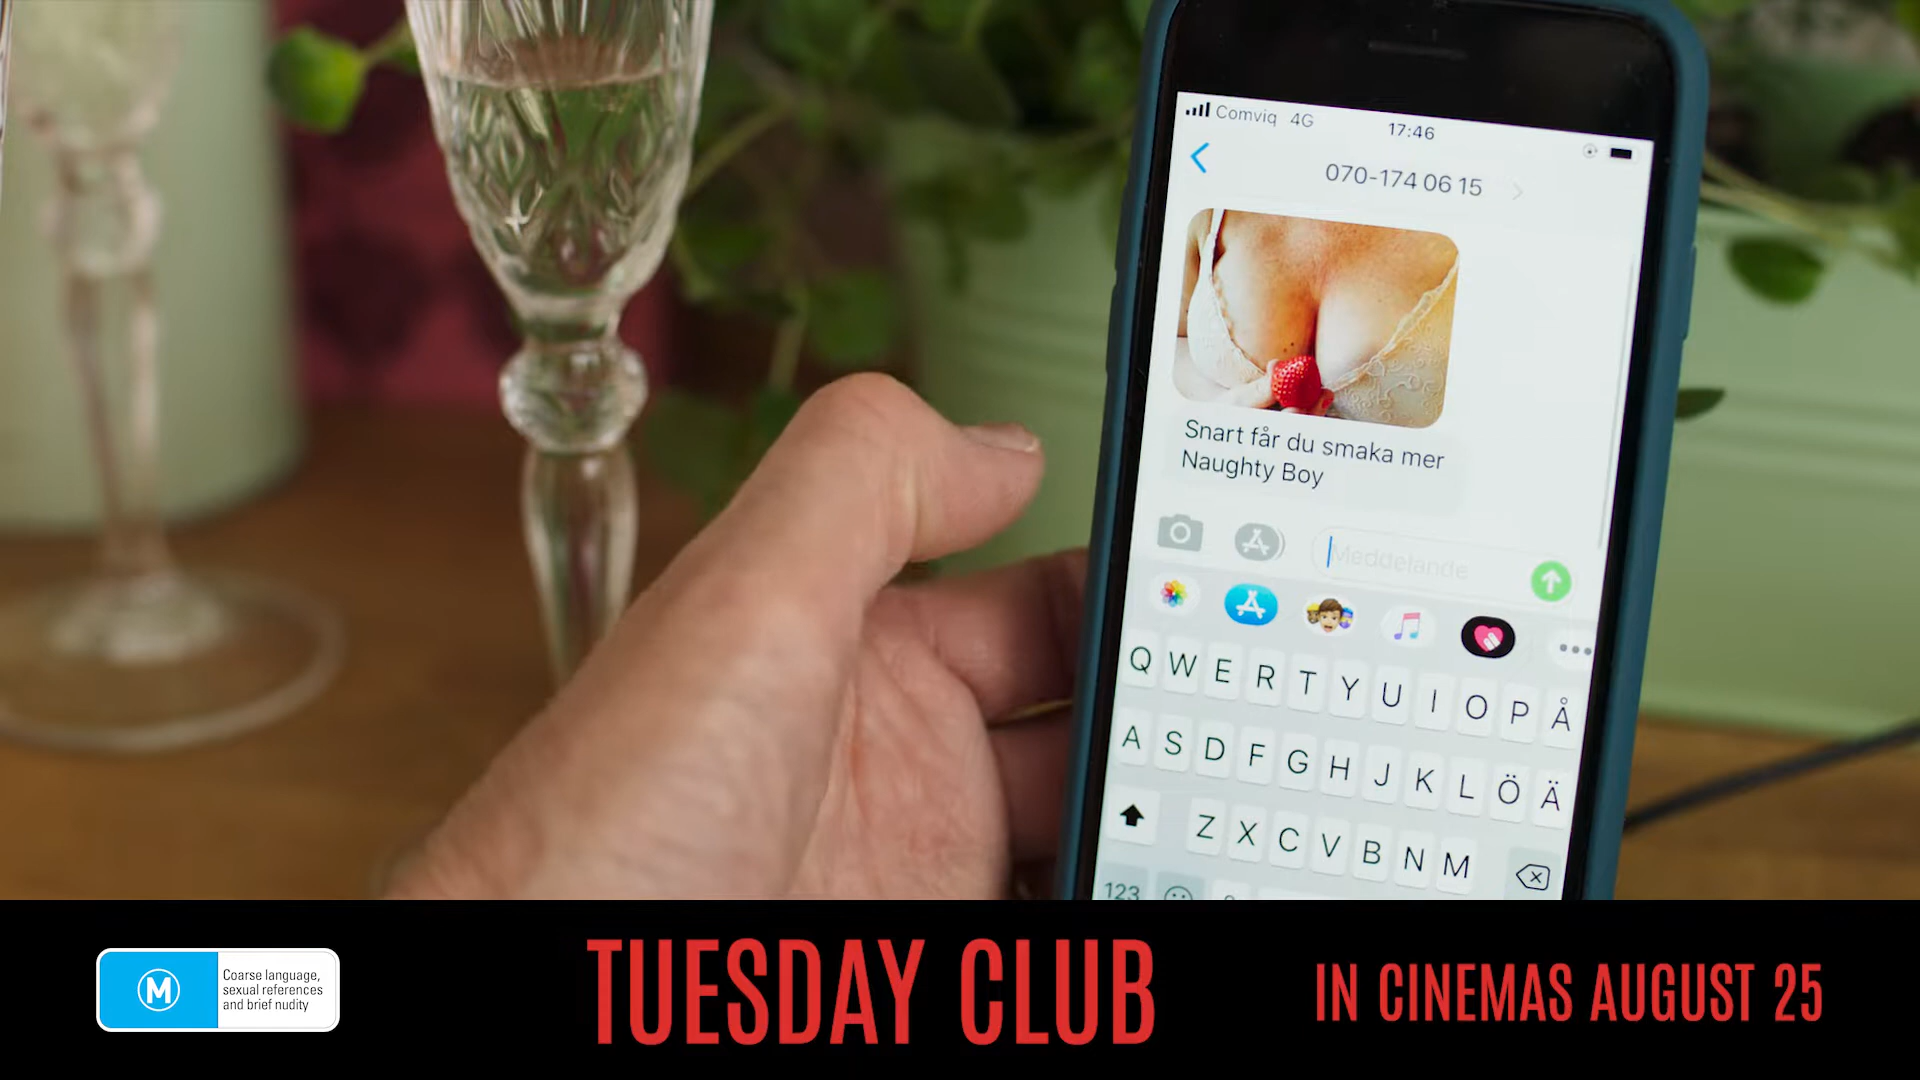 Comviq 4G 17:46
070-174 06 15
Snart får du smaka mer
Naughty Boy
Meddelande
Q W E R T Y U I O P Å
A S D F G H J K L Ö Ä
Z X C V B N M
123
M
Coarse language,
sexual references
and brief nudity
TUESDAY CLUB
IN CINEMAS AUGUST 25